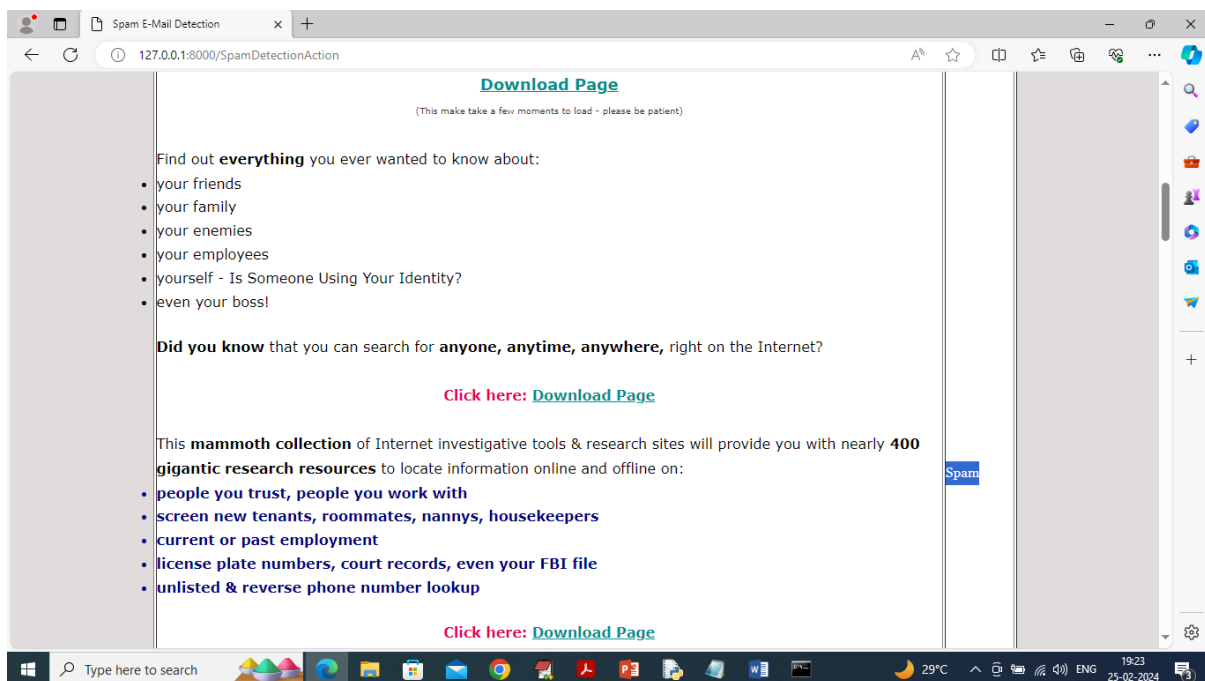 Spam E-Mail Detection
127.0.0.1:8000/SpamDetectionAction
Download Page
(This make take a few moments to load - please be patient)
Find out everything you ever wanted to know about:
your friends
your family
your enemies
your employees
yourself - Is Someone Using Your Identity?
even your boss!
Did you know that you can search for anyone, anytime, anywhere, right on the Internet?
Click here: Download Page
This mammoth collection of Internet investigative tools & research sites will provide you with nearly 400
gigantic research resources to locate information online and offline on:
Spam
people you trust, people you work with
screen new tenants, roommates, nannys, housekeepers
current or past employment
license plate numbers, court records, even your FBI file
unlisted & reverse phone number lookup
Click here: Download Page
Type here to search
29°C
ENG
19:23
25-02-2024